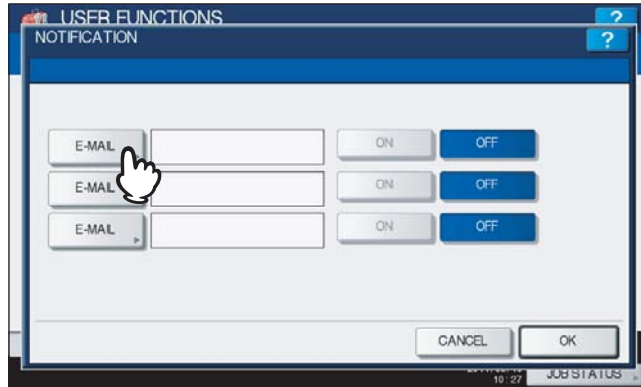 USER FUNCTIONS ?
NOTIFICATION ?
E-MAIL ON OFF
E-MAIL ON OFF
E-MAIL ON OFF
CANCEL OK
10:27 JOB STATUS